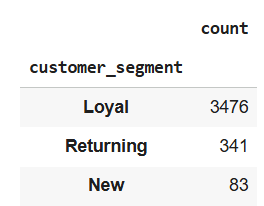 count
customer_segment
Loyal 3476
Returning 341
New 83